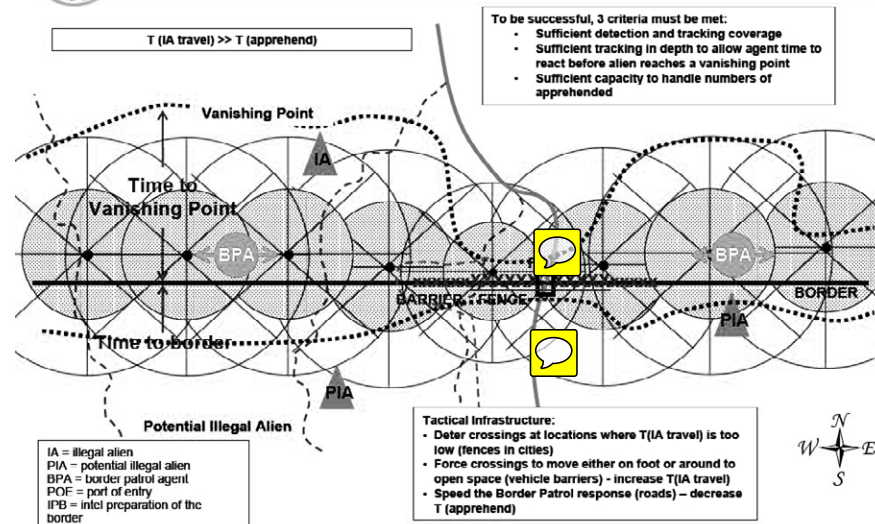 To be successful, 3 criteria must be met:
• Sufficient detection and tracking coverage
• Sufficient tracking in depth to allow agent time to
react before alien reaches a vanishing point
• Sufficient capacity to handle numbers of
apprehended
T (IA travel) >> T (apprehend)
Vanishing Point
IA
Time to
Vanishing Point
BPA
BPA
XXXXXXXXXX
BARRIER
FENCE
BORDER
PIA
Time to border
PIA
Potential Illegal Alien
IA = illegal alien
PIA = potential illegal alien
BPA = border patrol agent
POE = port of entry
IPB = intel preparation of the
border
Tactical Infrastructure:
• Deter crossings at locations where T(IA travel) is too
low (fences in cities)
• Force crossings to move either on foot or around to
open space (vehicle barriers) - increase T(IA travel)
• Speed the Border Patrol response (roads) – decrease
T (apprehend)
N
W E
S